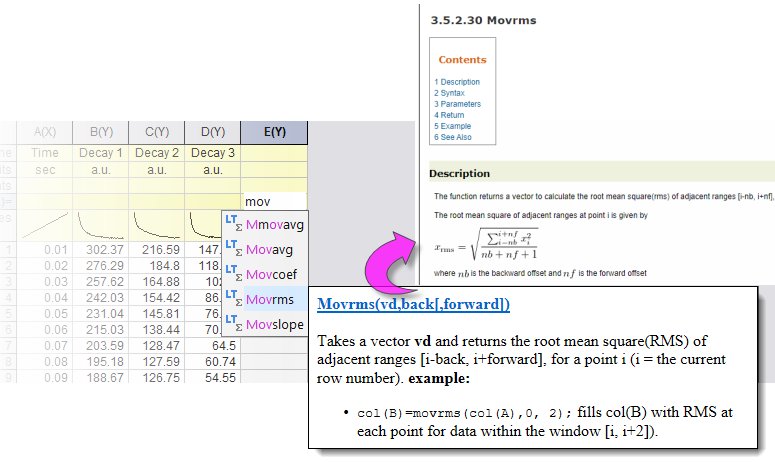 3.5.2.30 Movrms
Contents
1 Description
2 Syntax
3 Parameters
4 Return
5 Example
6 See Also
Description
The function returns a vector to calculate the root mean square(rms) of adjacent ranges [i-nb, i+nf],
The root mean square of adjacent ranges at point i is given by
x_rms = √(Σ_{i-nb}^{i+nf} x_i^2 / (nb + nf + 1))
where nb is the backward offset and nf is the forward offset
A(X) B(Y) C(Y) D(Y) E(Y)
Time Decay 1 Decay 2 Decay 3
sec a.u. a.u. a.u.
mov
Mmovavg
Movavg
Movcoef
Movrms
Movslope
1 0.01 302.37 216.59 147.
2 0.02 276.29 184.8 118.
3 0.03 257.62 164.88 10
4 0.04 242.03 154.42 86.
5 0.05 231.04 145.81 76.
6 0.06 215.03 138.44 70.
7 0.07 203.59 128.47 64.5
8 0.08 195.18 127.59 60.74
9 0.09 188.67 126.75 54.55
Movrms(vd,back[,forward])
Takes a vector vd and returns the root mean square(RMS) of
adjacent ranges [i-back, i+forward], for a point i (i = the current
row number). example:
• col(B)=movrms(col(A),0, 2); fills col(B) with RMS at
each point for data within the window [i, i+2]).